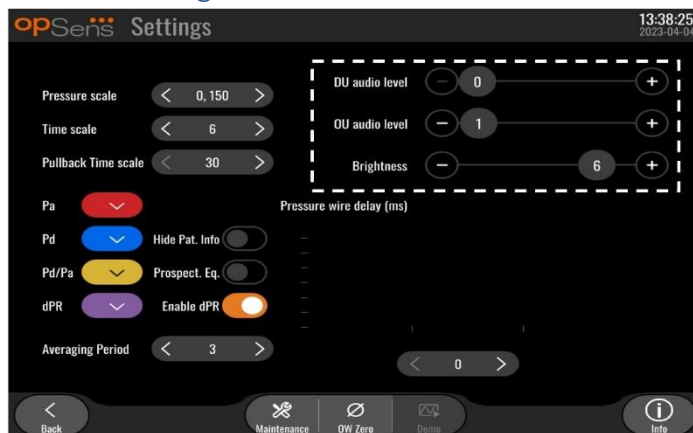 opSens Settings
13:38:25
2023-04-04
Pressure scale < 0, 150 >
Time scale < 6 >
Pullback Time scale < 30 >
DU audio level - 0 +
OU audio level - 1 +
Brightness - 6 +
Pa
Pressure wire delay (ms)
Pd Hide Pat. Info
Pd/Pa Prospect. Eq.
dPR Enable dPR
Averaging Period < 3 >
< 0 >
Back
Maintenance
OW Zero
Demo
Info